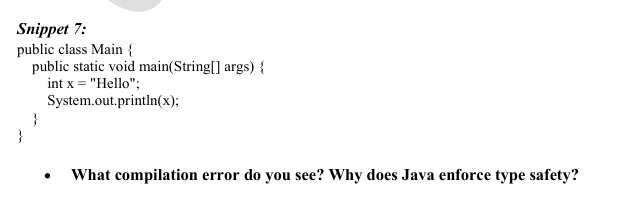 Snippet 7:
public class Main {
public static void main(String[] args) {
int x = "Hello";
System.out.println(x);
}
}
• What compilation error do you see? Why does Java enforce type safety?